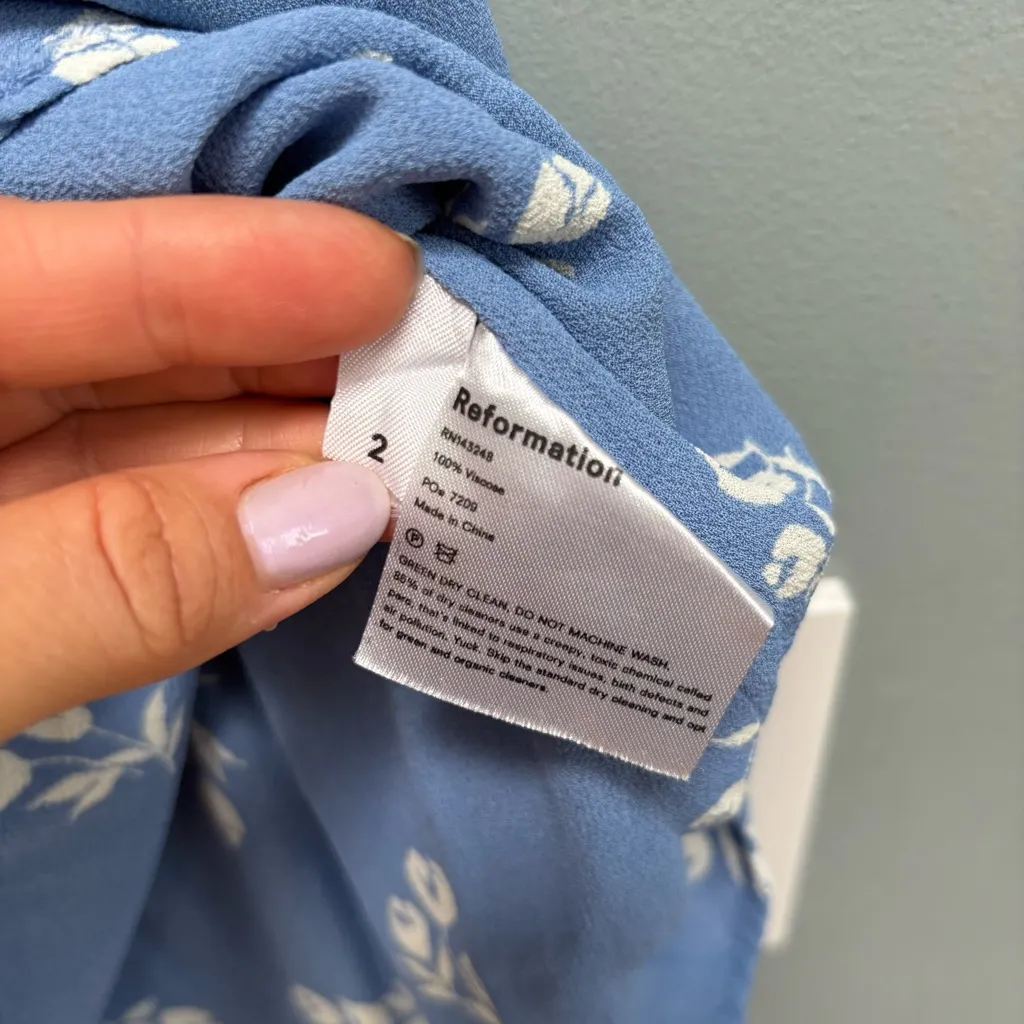 2
Reformation
RN143248
100% Viscose
PO# 7209
Made in China
P
GREEN DRY CLEAN. DO NOT MACHINE WASH.
85% of dry cleaners use a creepy, toxic chemical called
perc, that's linked to respiratory issues, birth defects and
air pollution. Yuck. Skip the standard dry cleaning and opt
for green and organic cleaners.